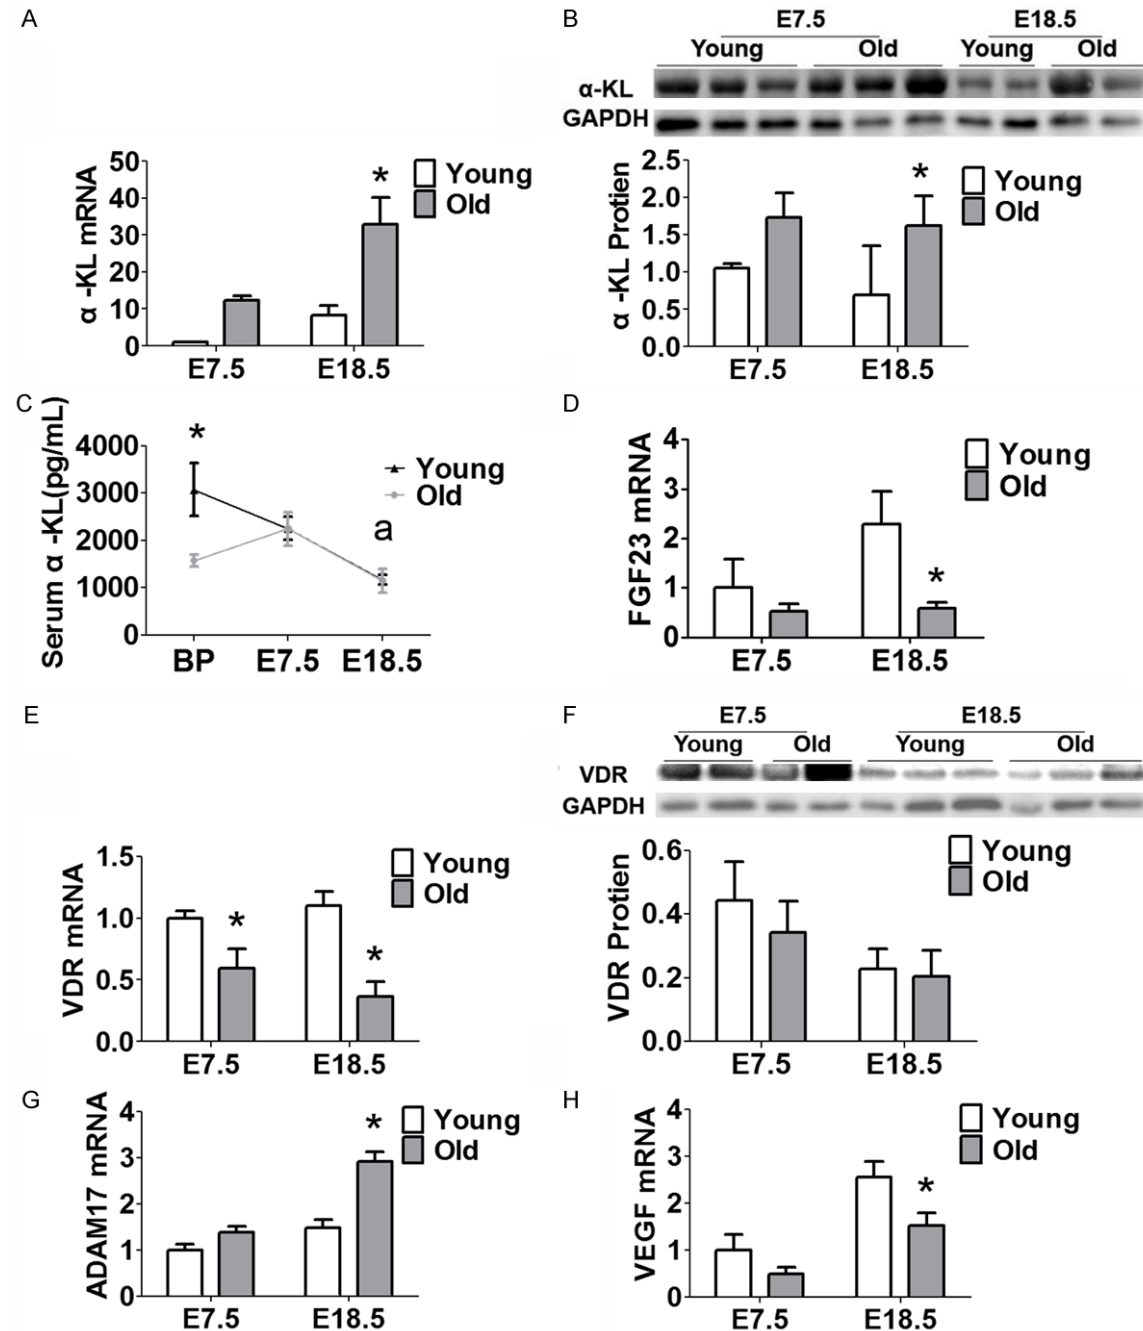 A
α -KL mRNA
50
40
30
20
10
0
*
Young
Old
E7.5 E18.5
B
E7.5 E18.5
Young Old Young Old
α-KL
GAPDH
α -KL Protien
2.5
2.0
1.5
1.0
0.5
0.0
*
Young
Old
E7.5 E18.5
C
Serum α -KL(pg/mL)
4000
3000
2000
1000
0
*
a
Young
Old
BP E7.5 E18.5
D
FGF23 mRNA
4
3
2
1
0
*
Young
Old
E7.5 E18.5
E
VDR mRNA
1.5
1.0
0.5
0.0
*
*
Young
Old
E7.5 E18.5
F
E7.5 E18.5
Young Old Young Old
VDR
GAPDH
VDR Protien
0.6
0.4
0.2
0.0
Young
Old
E7.5 E18.5
G
ADAM17 mRNA
4
3
2
1
0
*
Young
Old
E7.5 E18.5
H
VEGF mRNA
4
3
2
1
0
*
Young
Old
E7.5 E18.5